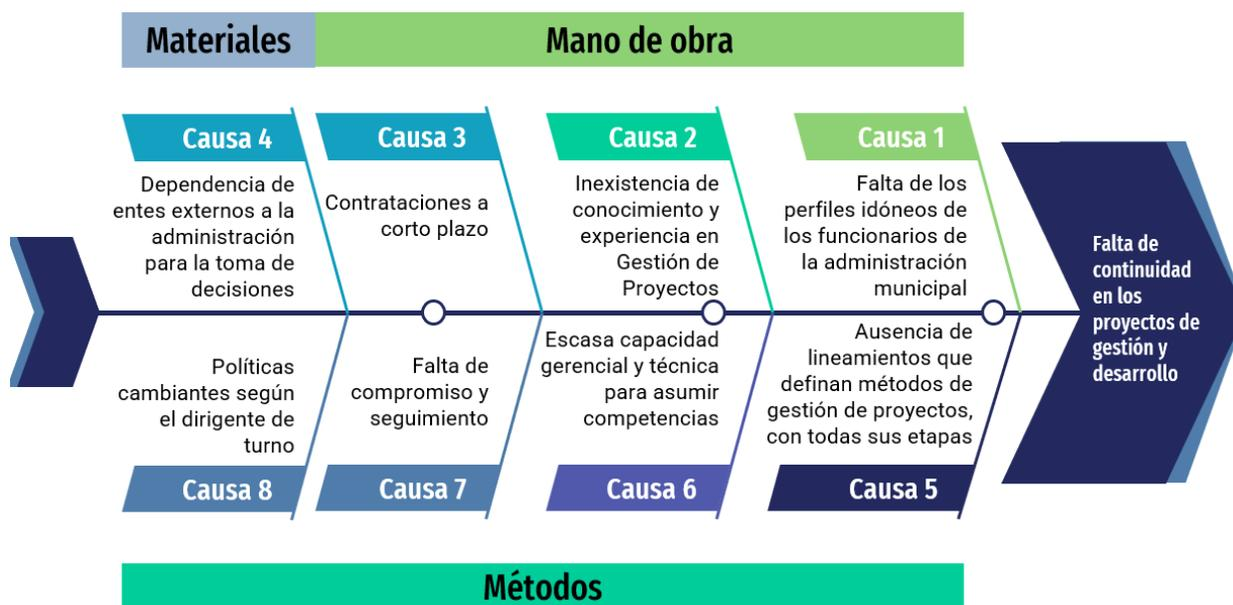 Materiales
Mano de obra
Causa 4
Dependencia de
entes externos a la
administración
para la toma de
decisiones
Causa 3
Contrataciones a
corto plazo
Causa 2
Inexistencia de
conocimiento y
experiencia en
Gestión de
Proyectos
Causa 1
Falta de los
perfiles idóneos de
los funcionarios de
la administración
municipal
Falta de
continuidad
en los
proyectos de
gestión y
desarrollo
Políticas
cambiantes según
el dirigente de
turno
Causa 8
Falta de
compromiso y
seguimiento
Causa 7
Escasa capacidad
gerencial y técnica
para asumir
competencias
Causa 6
Ausencia de
lineamientos que
definan métodos de
gestión de proyectos,
con todas sus etapas
Causa 5
Métodos